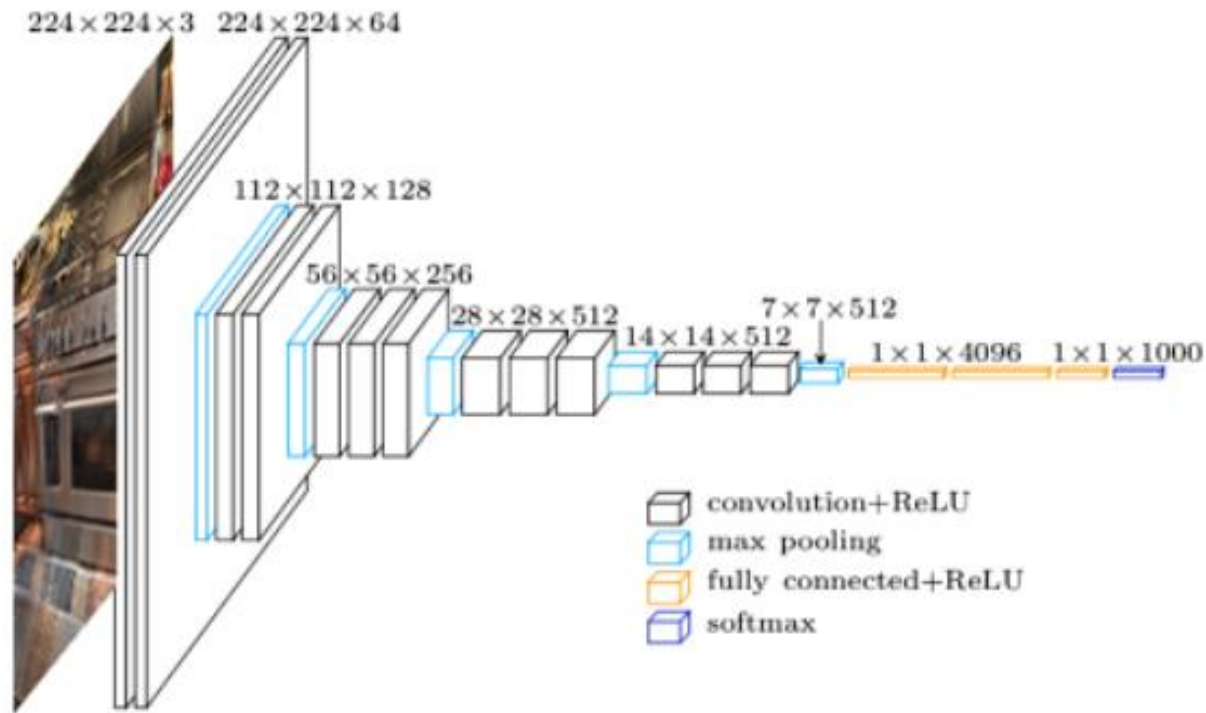 224×224×3
224×224×64
112×112×128
56×56×256
28×28×512
14×14×512
7×7×512
1×1×4096
1×1×1000
convolution+ReLU
max pooling
fully connected+ReLU
softmax